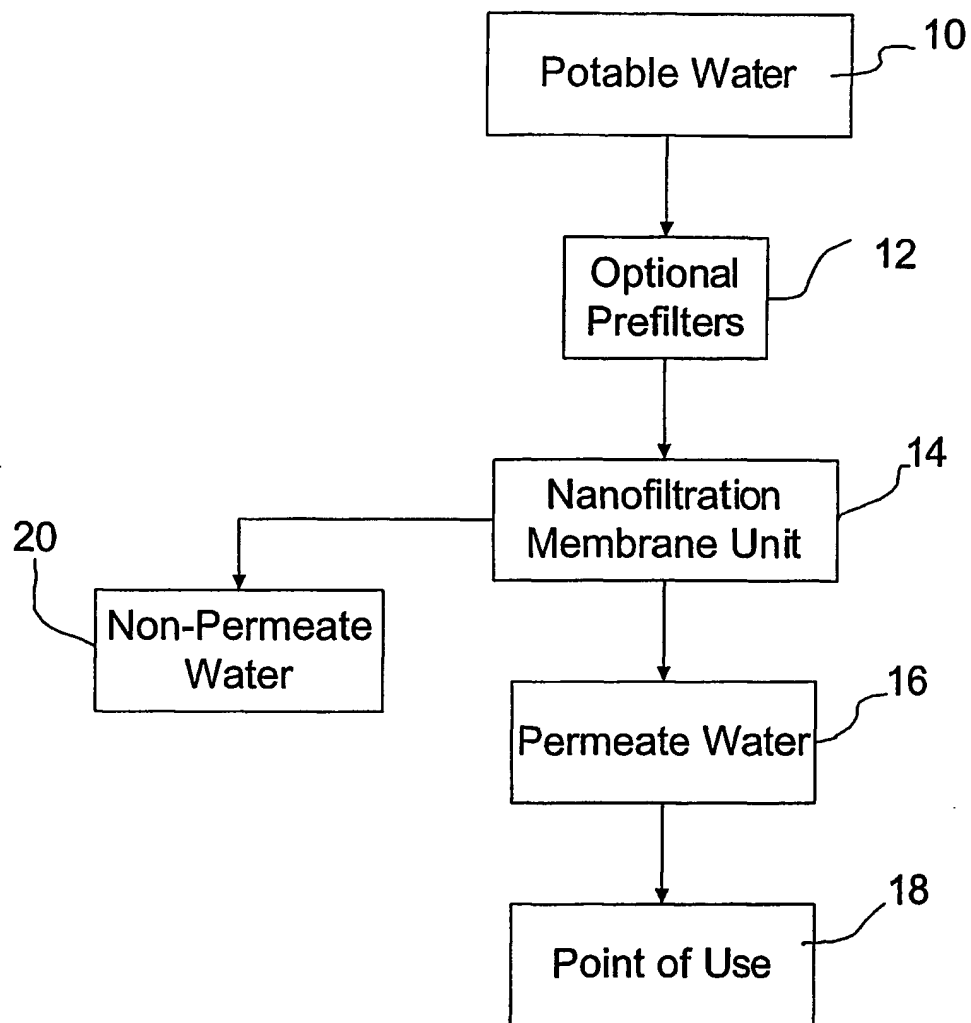 Potable Water
10
Optional
Prefilters
12
Nanofiltration
Membrane Unit
14
20
Non-Permeate
Water
Permeate Water
16
Point of Use
18